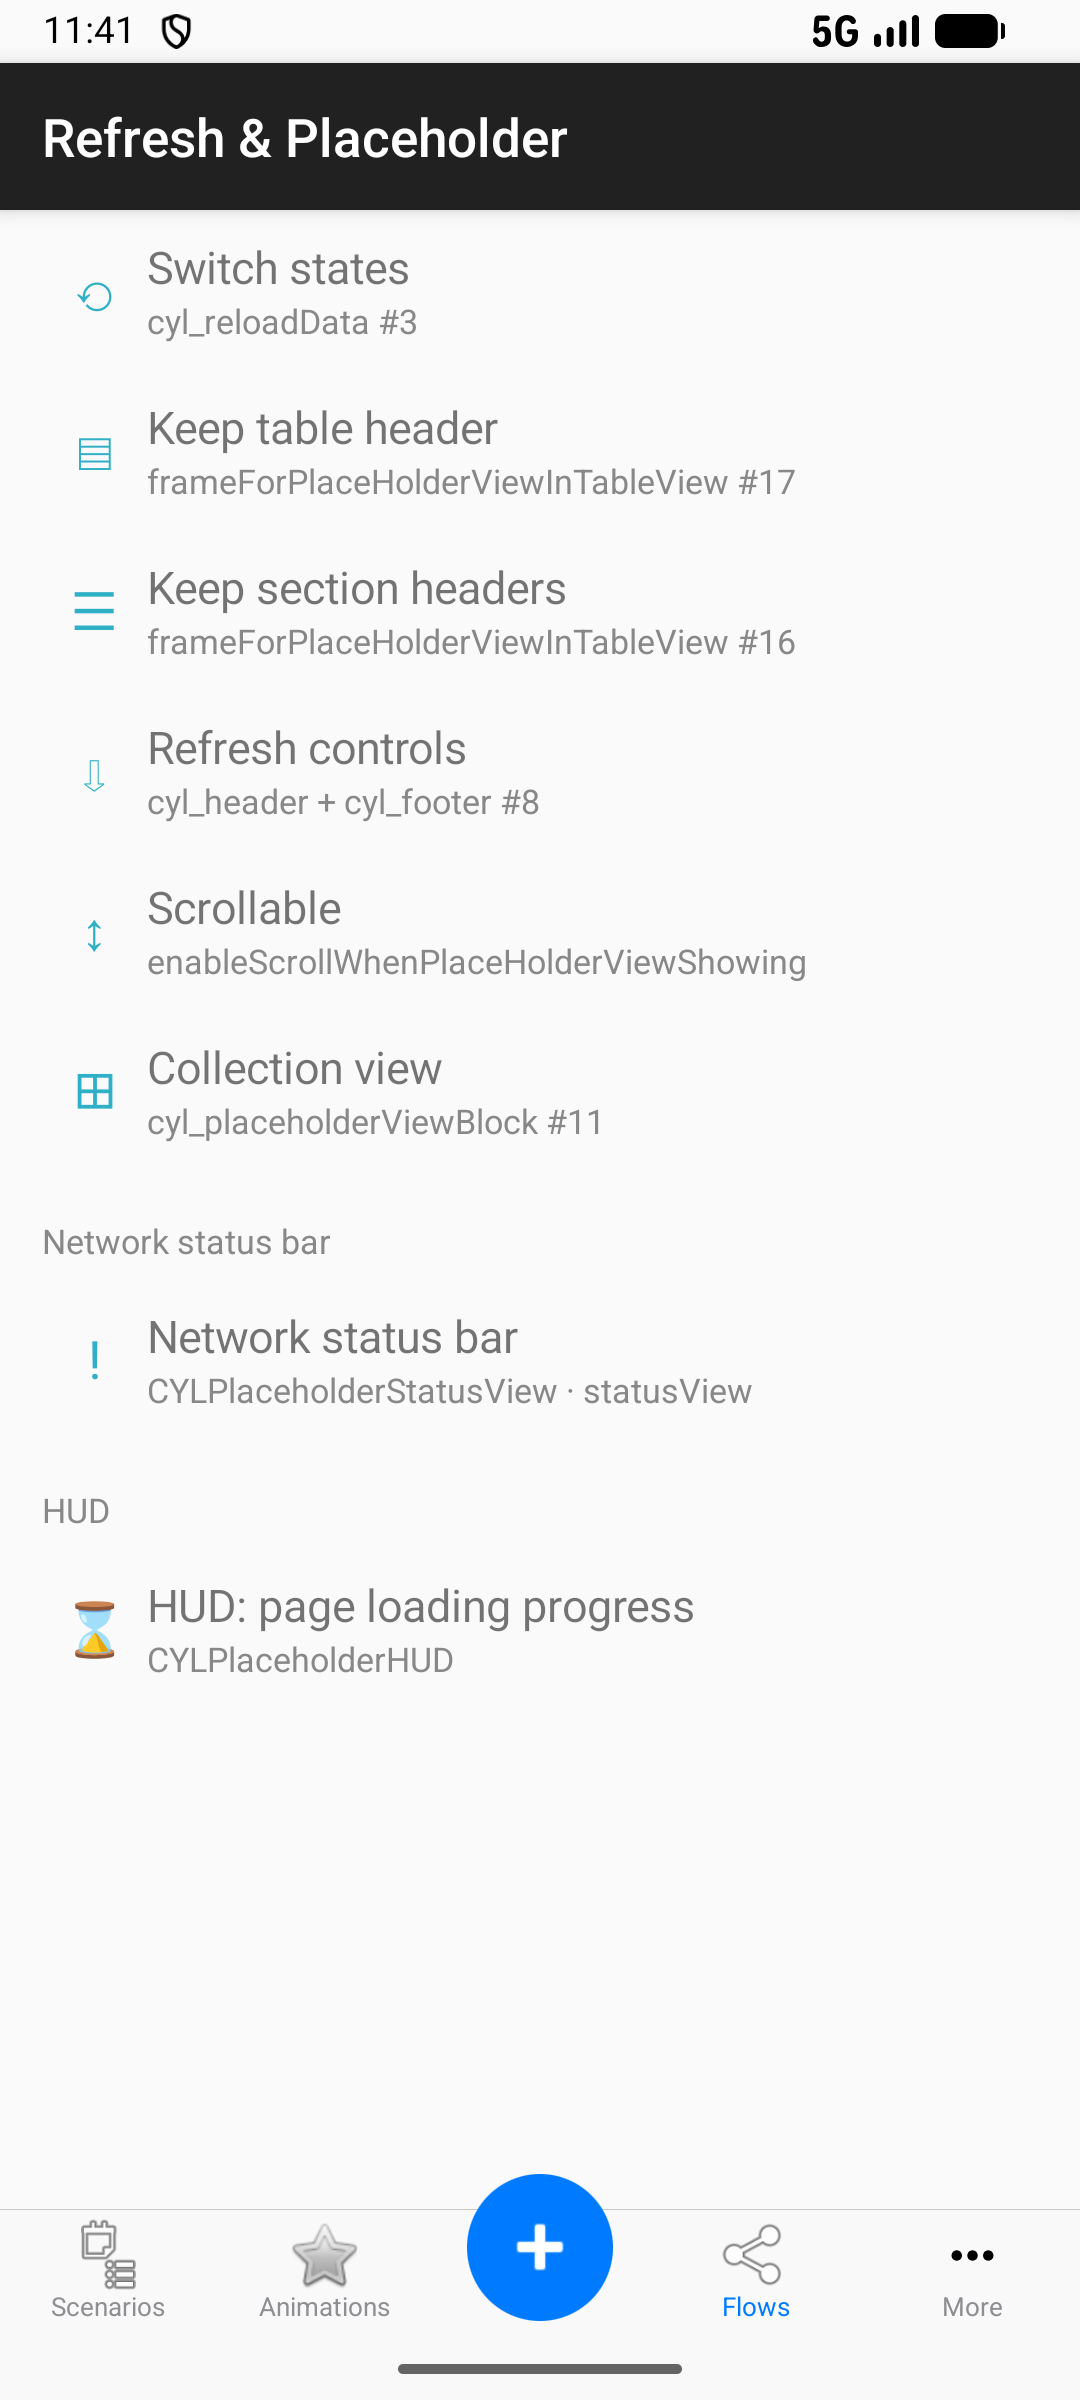 11:41
5G
Refresh & Placeholder
Switch states
cyl_reloadData #3
Keep table header
frameForPlaceHolderViewInTableView #17
Keep section headers
frameForPlaceHolderViewInTableView #16
Refresh controls
cyl_header + cyl_footer #8
Scrollable
enableScrollWhenPlaceHolderViewShowing
Collection view
cyl_placeholderViewBlock #11
Network status bar
! Network status bar
CYLPlaceholderStatusView · statusView
HUD
HUD: page loading progress
CYLPlaceholderHUD
Scenarios
Animations
Flows
More